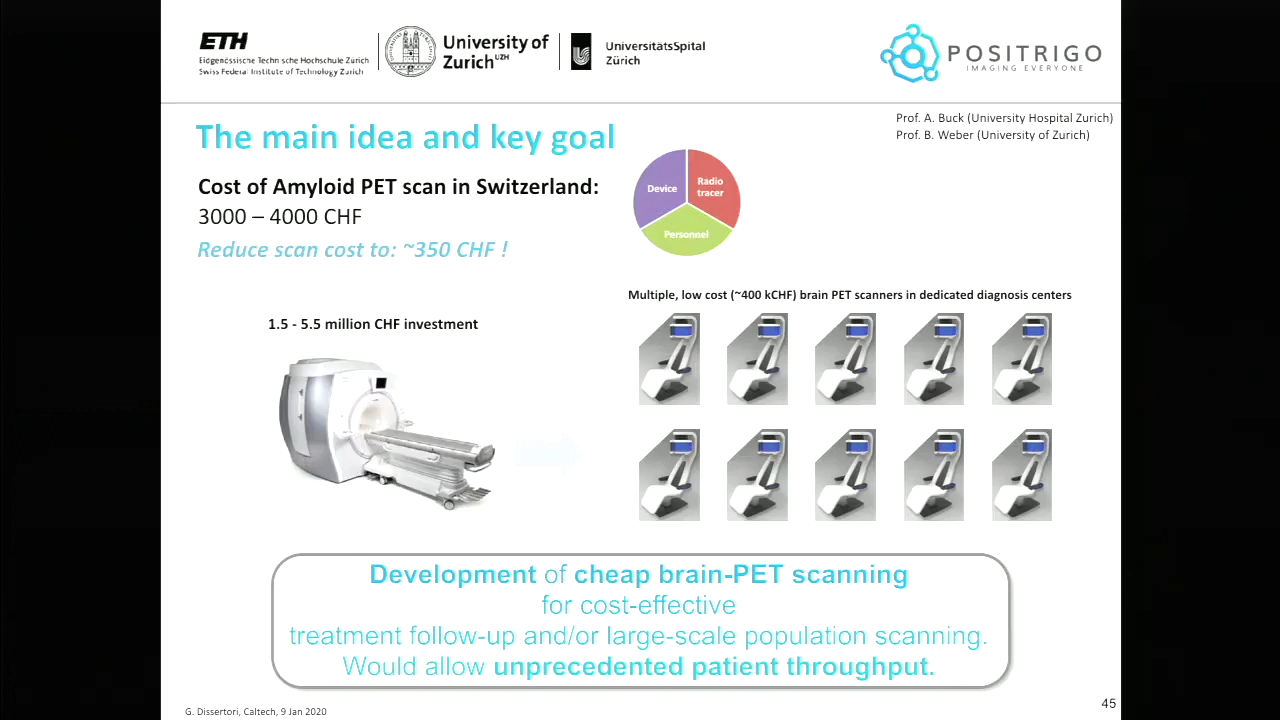 ETH
Eidgenössische Technische Hochschule Zürich
Swiss Federal Institute of Technology Zurich
University of
Zurich UZH
UniversitätsSpital
Zürich
POSITRIGO
IMAGING EVERYONE
Prof. A. Buck (University Hospital Zurich)
Prof. B. Weber (University of Zurich)
The main idea and key goal
Cost of Amyloid PET scan in Switzerland:
3000 – 4000 CHF
Reduce scan cost to: ~350 CHF !
Device
Radio
tracer
Personnel
Multiple, low cost (~400 kCHF) brain PET scanners in dedicated diagnosis centers
1.5 - 5.5 million CHF investment
Development of cheap brain-PET scanning
for cost-effective
treatment follow-up and/or large-scale population scanning.
Would allow unprecedented patient throughput.
G. Dissertori, Caltech, 9 Jan 2020
45